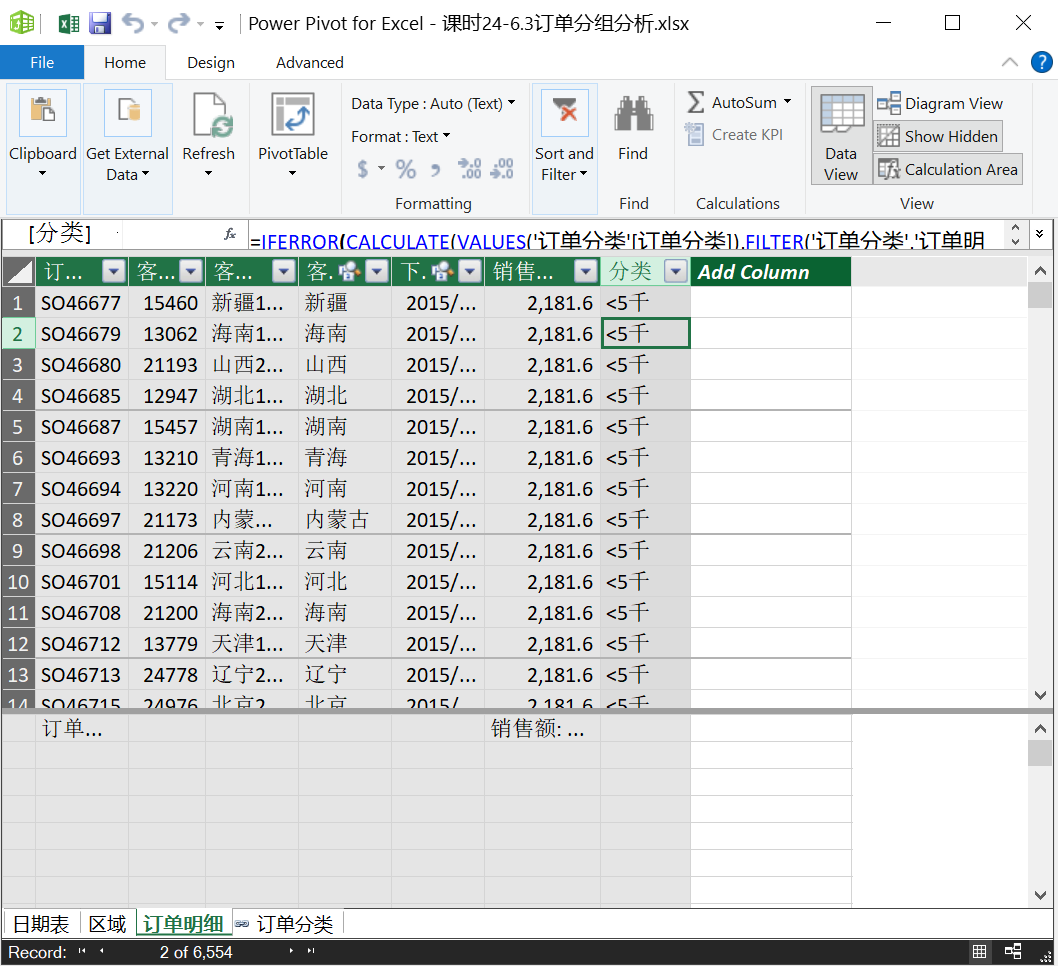 Power Pivot for Excel - 课时24-6.3订单分组分析.xlsx
File Home Design Advanced ?
Clipboard
Get External Data
Refresh
PivotTable
Data Type : Auto (Text)
Format : Text
$ % , .0 .00 .00 .0
Formatting
Sort and Filter
Find
Find
AutoSum
Create KPI
Calculations
Data View
Diagram View
Show Hidden
Calculation Area
View
[分类] fx =IFERROR(CALCULATE(VALUES('订单分类'[订单分类]),FILTER('订单分类','订单明
订... 客... 客... 客. 下. 销售... 分类 Add Column
1 SO46677 15460 新疆1... 新疆 2015/... 2,181.6 <5千
2 SO46679 13062 海南1... 海南 2015/... 2,181.6 <5千
3 SO46680 21193 山西2... 山西 2015/... 2,181.6 <5千
4 SO46685 12947 湖北1... 湖北 2015/... 2,181.6 <5千
5 SO46687 15457 湖南1... 湖南 2015/... 2,181.6 <5千
6 SO46693 13210 青海1... 青海 2015/... 2,181.6 <5千
7 SO46694 13220 河南1... 河南 2015/... 2,181.6 <5千
8 SO46697 21173 内蒙... 内蒙古 2015/... 2,181.6 <5千
9 SO46698 21206 云南2... 云南 2015/... 2,181.6 <5千
10 SO46701 15114 河北1... 河北 2015/... 2,181.6 <5千
11 SO46708 21200 海南2... 海南 2015/... 2,181.6 <5千
12 SO46712 13779 天津1... 天津 2015/... 2,181.6 <5千
13 SO46713 24778 辽宁2... 辽宁 2015/... 2,181.6 <5千
14 SO46715 24976 北京2... 北京 2015/... 2,181.6 <5千
订单... 销售额: ...
日期表 区域 订单明细 订单分类
Record: 2 of 6,554